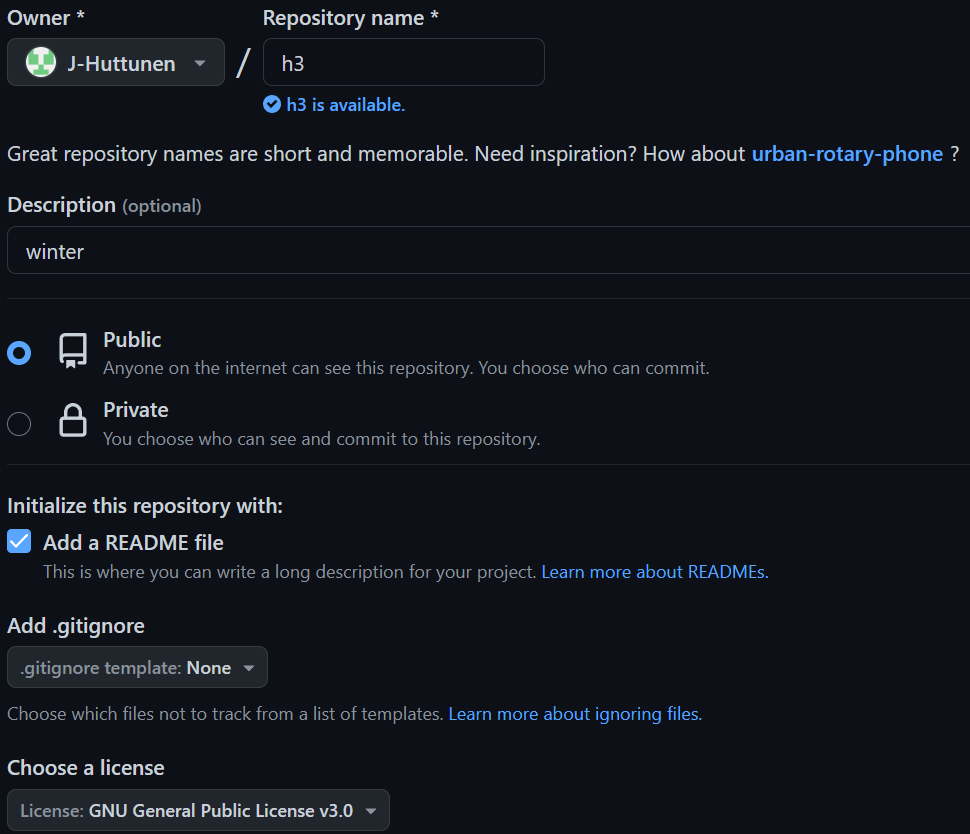 Owner * Repository name *
J-Huttunen / h3
h3 is available.
Great repository names are short and memorable. Need inspiration? How about urban-rotary-phone ?
Description (optional)
winter
Public
Anyone on the internet can see this repository. You choose who can commit.
Private
You choose who can see and commit to this repository.
Initialize this repository with:
Add a README file
This is where you can write a long description for your project. Learn more about READMEs.
Add .gitignore
.gitignore template: None
Choose which files not to track from a list of templates. Learn more about ignoring files.
Choose a license
License: GNU General Public License v3.0